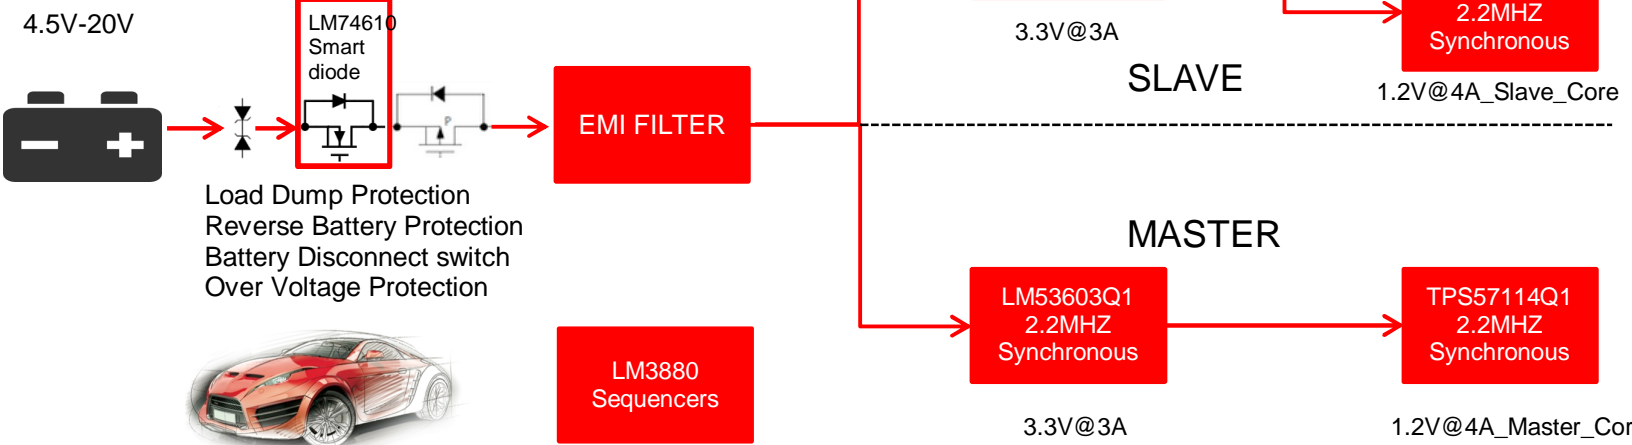 4.5V-20V
LM74610
Smart
diode
P
Load Dump Protection
Reverse Battery Protection
Battery Disconnect switch
Over Voltage Protection
EMI FILTER
LM3880
Sequencers
3.3V@3A
2.2MHZ
Synchronous
1.2V@4A_Slave_Core
SLAVE
MASTER
LM53603Q1
2.2MHZ
Synchronous
3.3V@3A
TPS57114Q1
2.2MHZ
Synchronous
1.2V@4A_Master_Cor